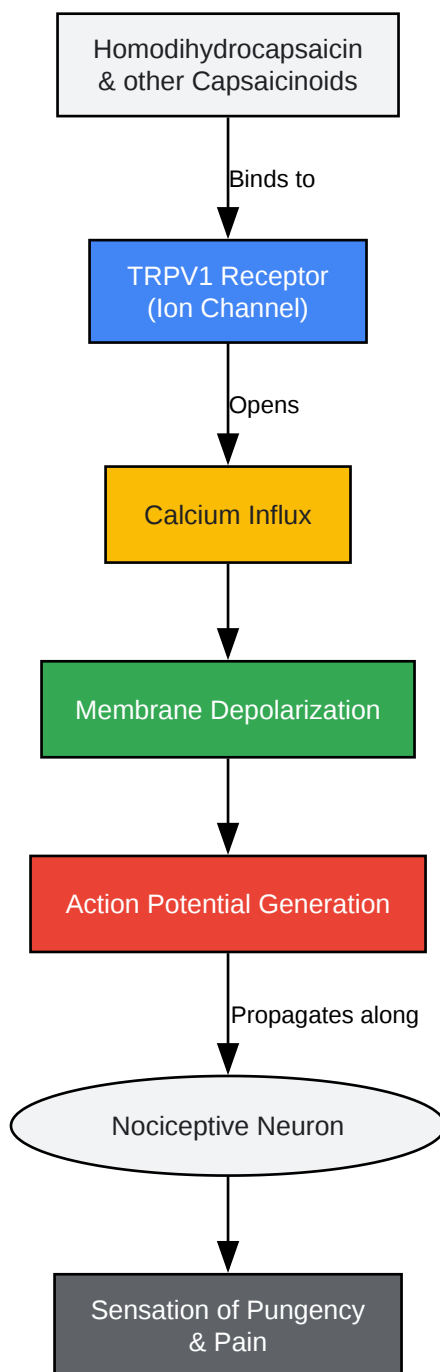 Homodihydrocapsaicin
& other Capsaicinoids
Binds to
TRPV1 Receptor
(Ion Channel)
Opens
Calcium Influx
Membrane Depolarization
Action Potential Generation
Propagates along
Nociceptive Neuron
Sensation of Pungency
& Pain